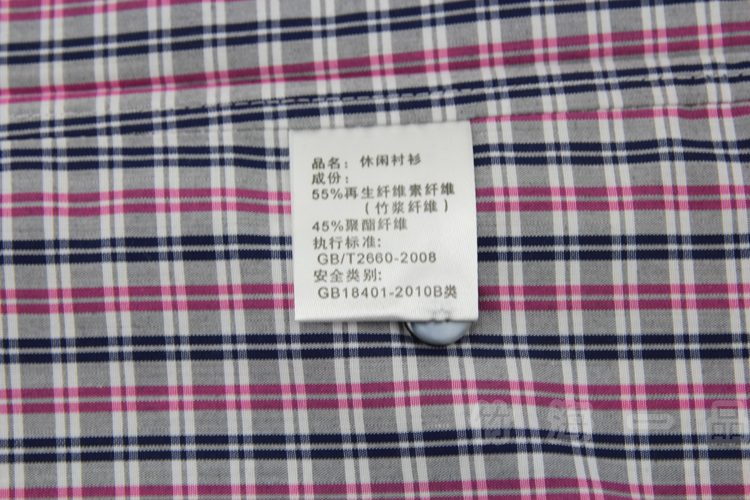 品名：休闲衬衫
成份：
55%再生纤维素纤维
（竹浆纤维）
45%聚酯纤维
执行标准:
GB/T2660-2008
安全类别:
GB18401-2010B类